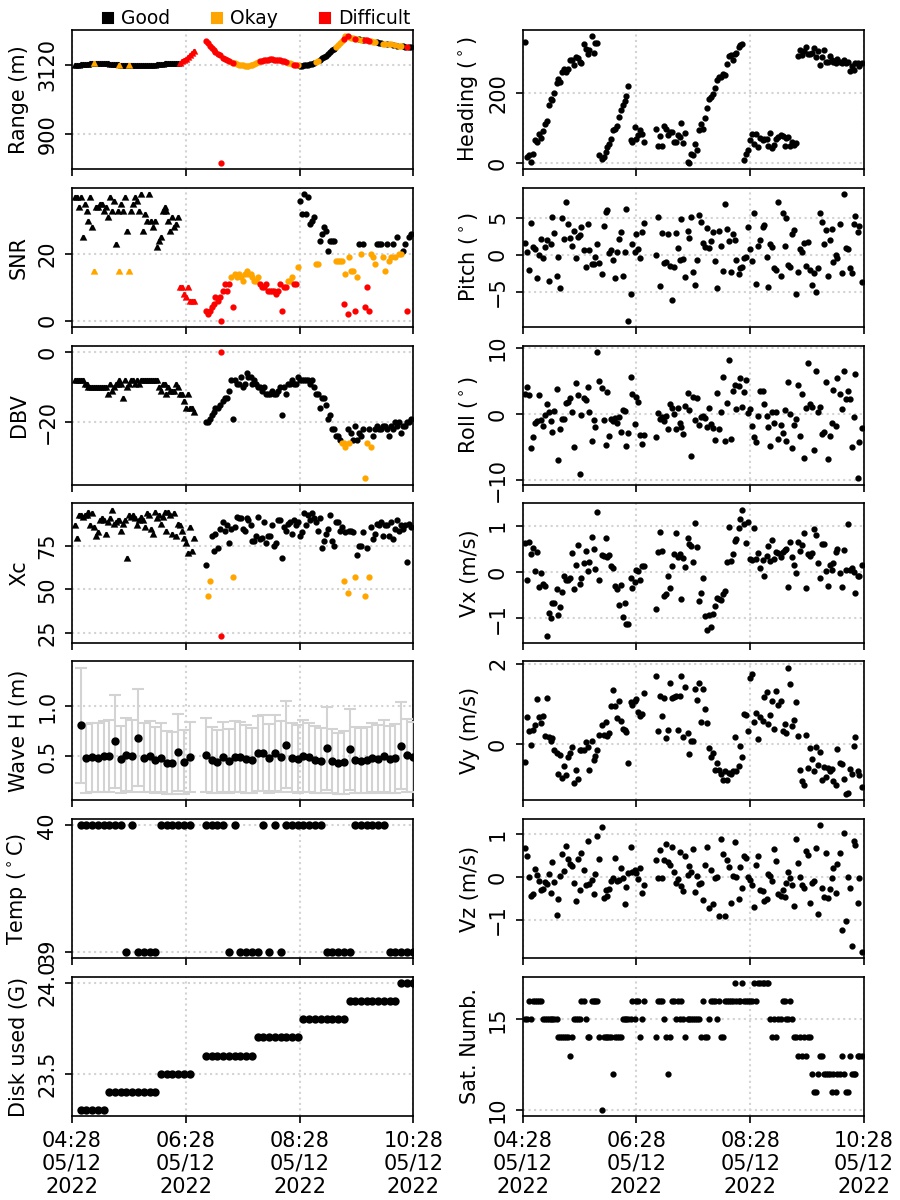 Good Okay Difficult
Range (m)
3120
900
Heading (°)
200
0
SNR
20
0
Pitch (°)
5
0
−5
DBV
0
−20
Roll (°)
10
0
−10
Xc
75
50
25
Vx (m/s)
1
0
−1
Wave H (m)
1.0
0.5
Vy (m/s)
2
0
Temp (°C)
40
39
Vz (m/s)
1
0
−1
Disk used (G)
24.0
23.5
Sat. Numb.
15
10
04:28 06:28 08:28 10:28
05/12 05/12 05/12 05/12
2022 2022 2022 2022
04:28 06:28 08:28 10:28
05/12 05/12 05/12 05/12
2022 2022 2022 2022